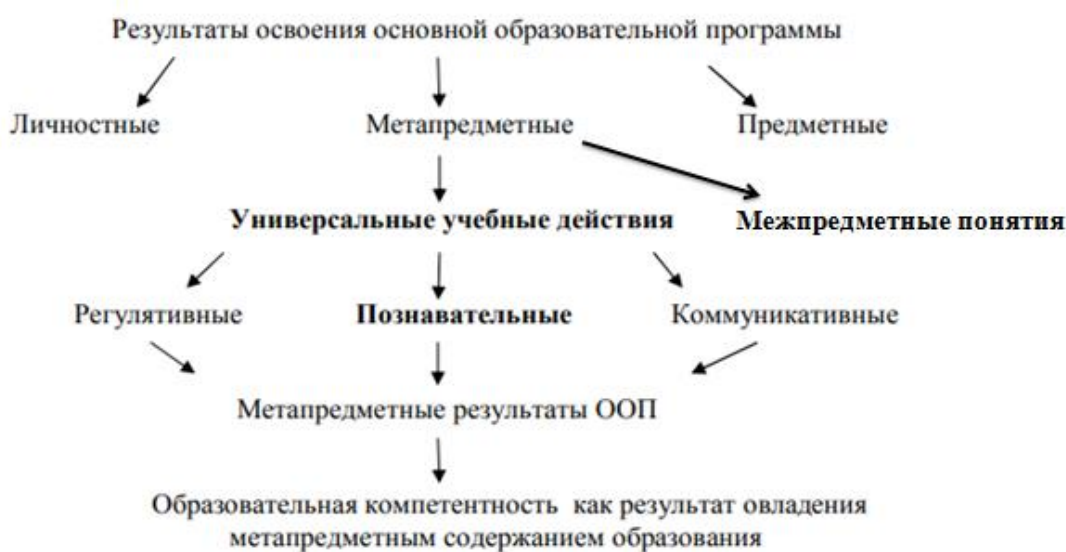 Результаты освоения основной образовательной программы
Личностные Метапредметные Предметные
Универсальные учебные действия Межпредметные понятия
Регулятивные Познавательные Коммуникативные
Метапредметные результаты ООП
Образовательная компетентность как результат овладения
метапредметным содержанием образования